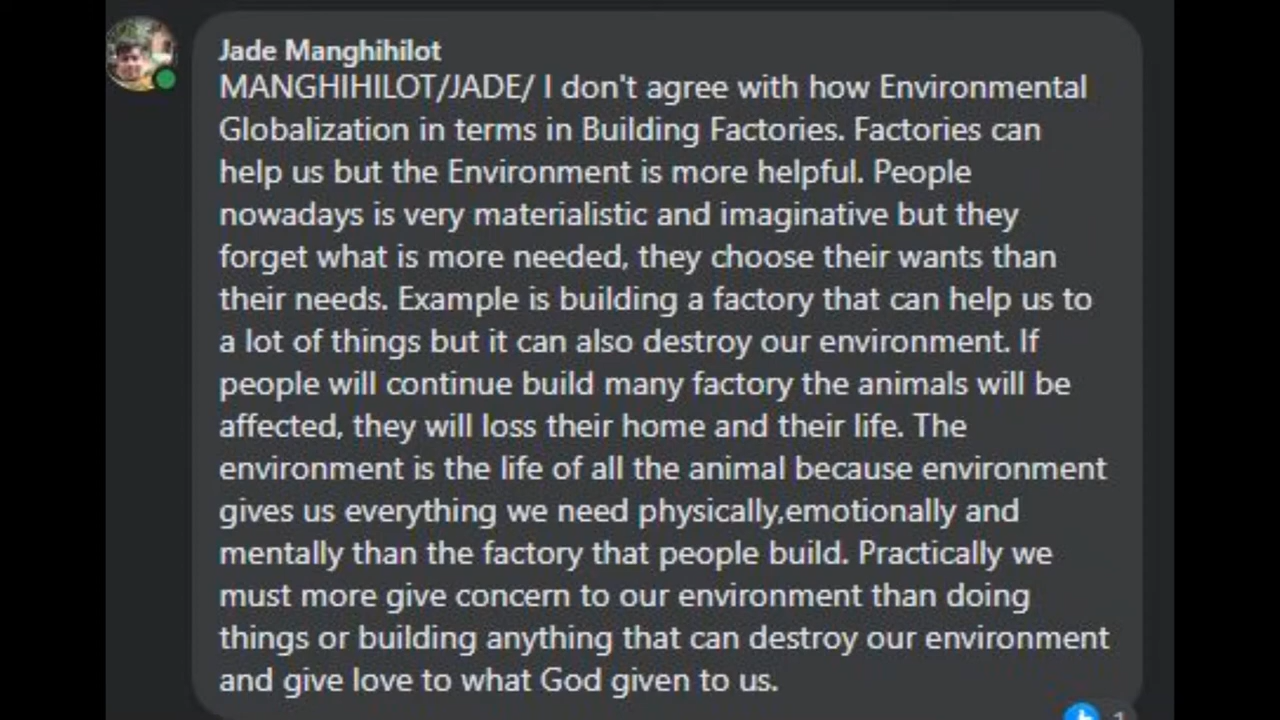 Jade Manghihilot
MANGHIHILOT/JADE/ I don't agree with how Environmental
Globalization in terms in Building Factories. Factories can
help us but the Environment is more helpful. People
nowadays is very materialistic and imaginative but they
forget what is more needed, they choose their wants than
their needs. Example is building a factory that can help us to
a lot of things but it can also destroy our environment. If
people will continue build many factory the animals will be
affected, they will loss their home and their life. The
environment is the life of all the animal because environment
gives us everything we need physically,emotionally and
mentally than the factory that people build. Practically we
must more give concern to our environment than doing
things or building anything that can destroy our environment
and give love to what God given to us.
1